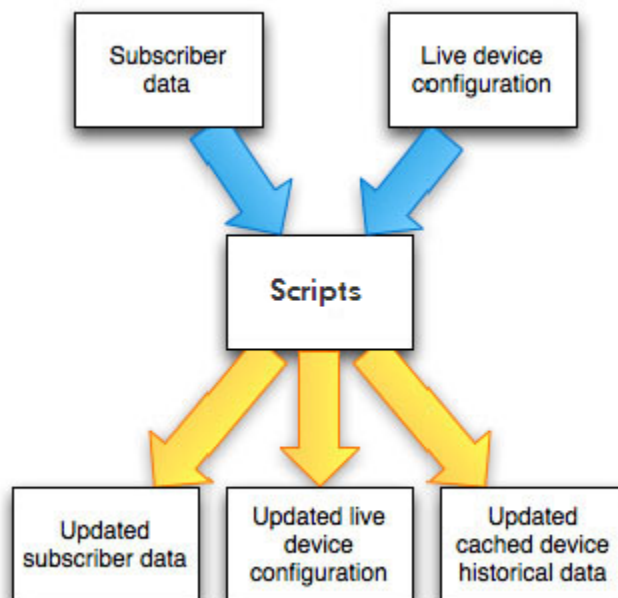 Subscriber
data
Live device
configuration
Scripts
Updated
subscriber data
Updated live
device
configuration
Updated
cached device
historical data